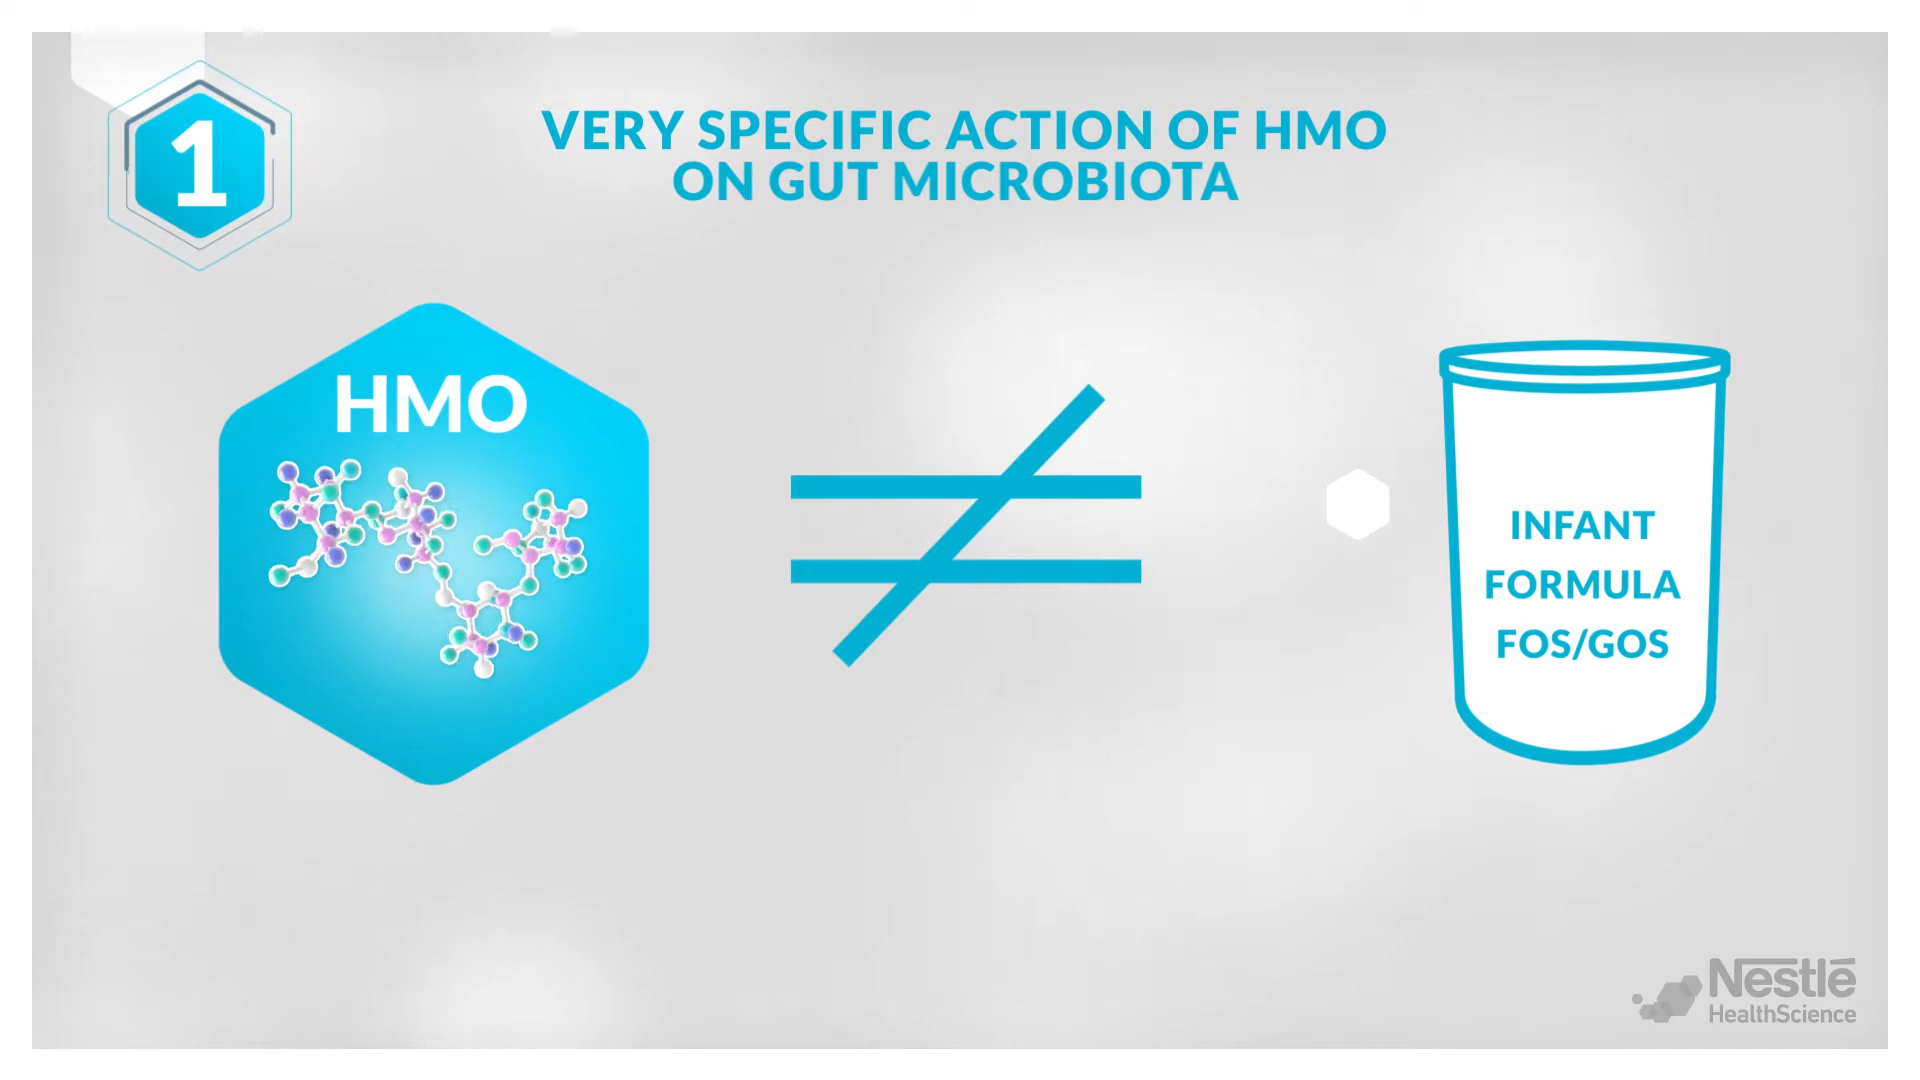 1
VERY SPECIFIC ACTION OF HMO
ON GUT MICROBIOTA
HMO
≠
INFANT
FORMULA
FOS/GOS
Nestlé
HealthScience